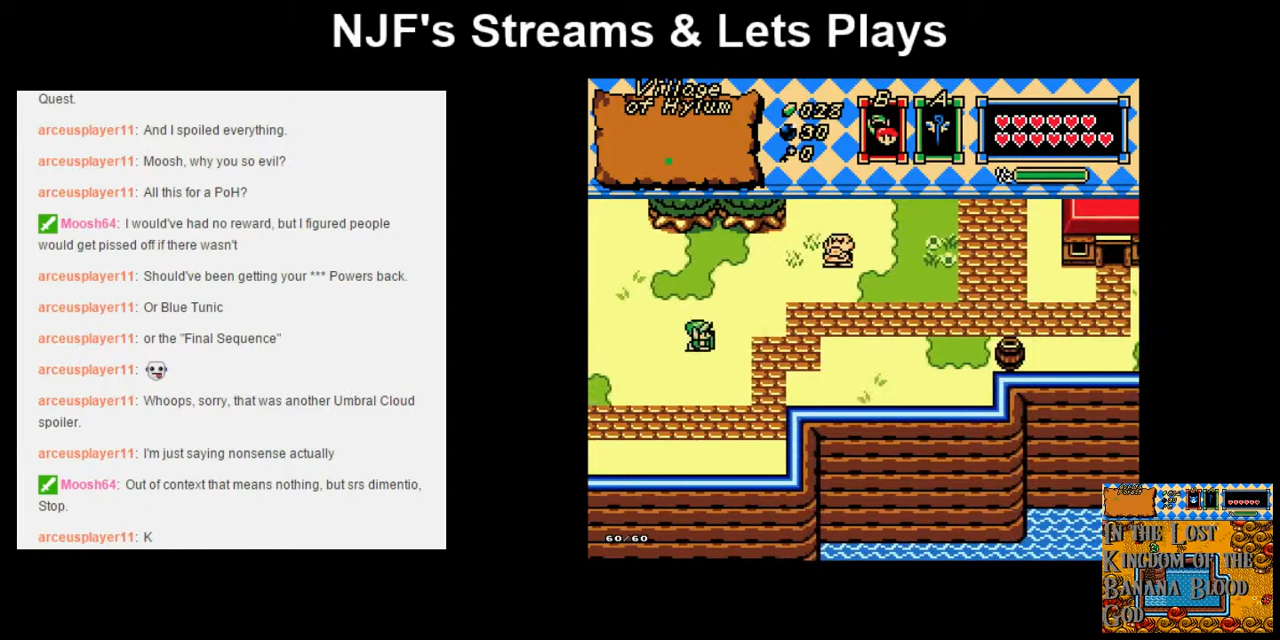 NJF's Streams & Lets Plays
Quest.
arceusplayer11: And I spoiled everything.
arceusplayer11: Moosh, why you so evil?
arceusplayer11: All this for a PoH?
Moosh64: I would've had no reward, but I figured people
would get pissed off if there wasn't
arceusplayer11: Should've been getting your *** Powers back.
arceusplayer11: Or Blue Tunic
arceusplayer11: or the "Final Sequence"
arceusplayer11:
arceusplayer11: Whoops, sorry, that was another Umbral Cloud
spoiler.
arceusplayer11: I'm just saying nonsense actually
Moosh64: Out of context that means nothing, but srs dimentio,
Stop.
arceusplayer11: K
Village
of Hylum
028
30
0
B
A
60/60
In the Lost
Kingdom of the
Banana Blood
God